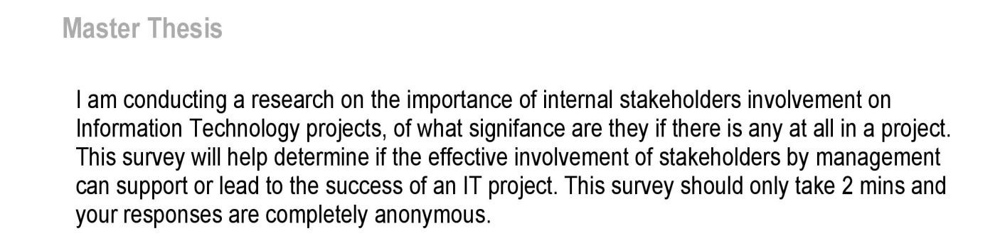 Master Thesis
I am conducting a research on the importance of internal stakeholders involvement on
Information Technology projects, of what signifance are they if there is any at all in a project.
This survey will help determine if the effective involvement of stakeholders by management
can support or lead to the success of an IT project. This survey should only take 2 mins and
your responses are completely anonymous.